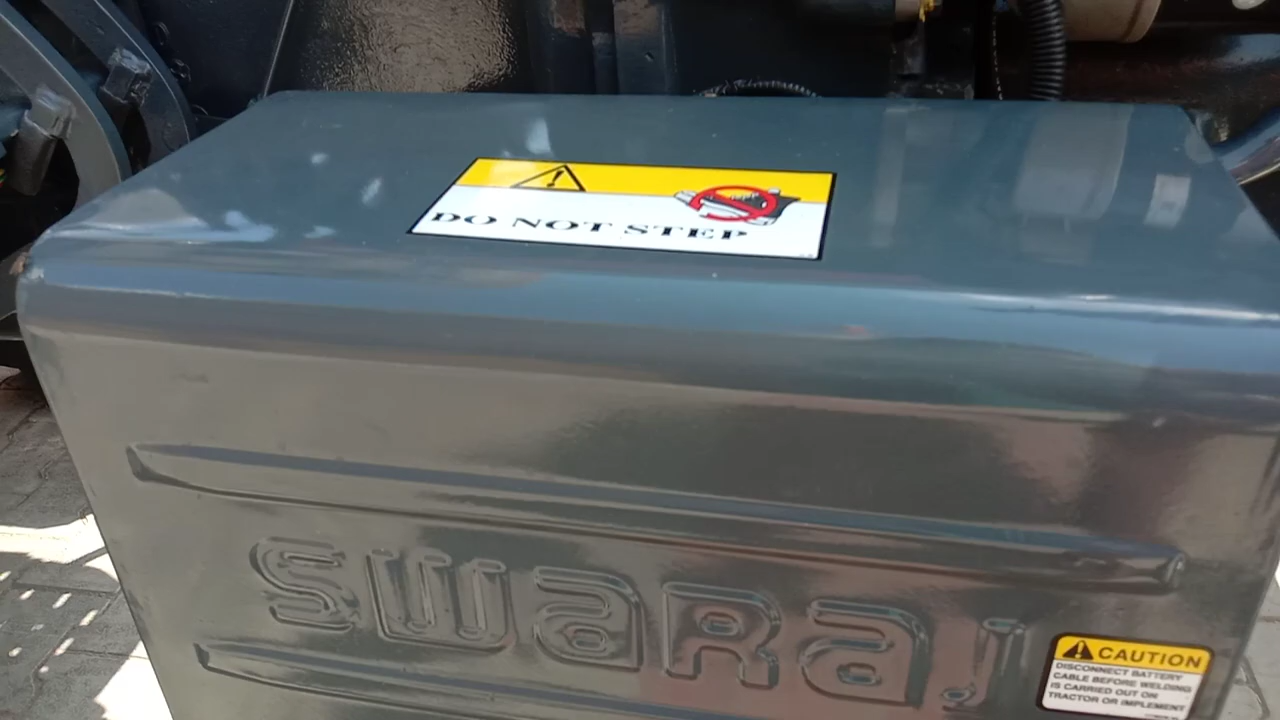 DO NOT STEP
SWARAJ
CAUTION
DISCONNECT BATTERY
CABLE BEFORE WELDING
IS CARRIED OUT ON
TRACTOR OR IMPLEMENT